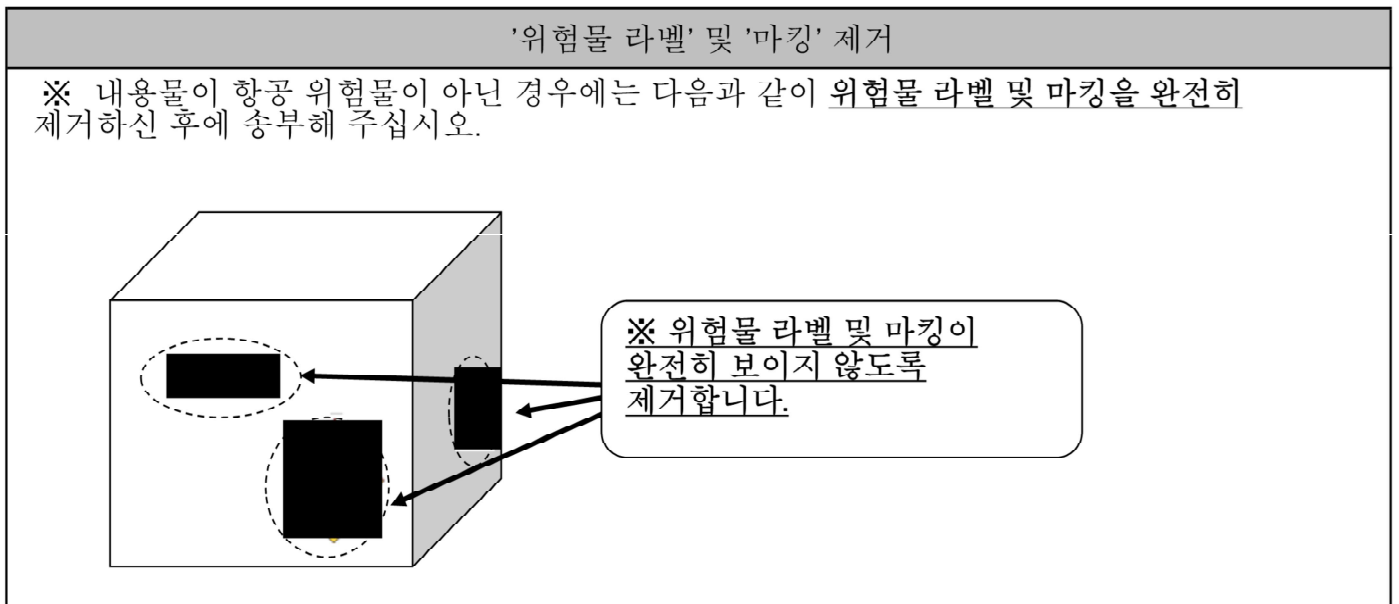 '위험물 라벨' 및 '마킹' 제거
※ 내용물이 항공 위험물이 아닌 경우에는 다음과 같이 위험물 라벨 및 마킹을 완전히
제거하신 후에 송부해 주십시오.
※ 위험물 라벨 및 마킹이
완전히 보이지 않도록
제거합니다.